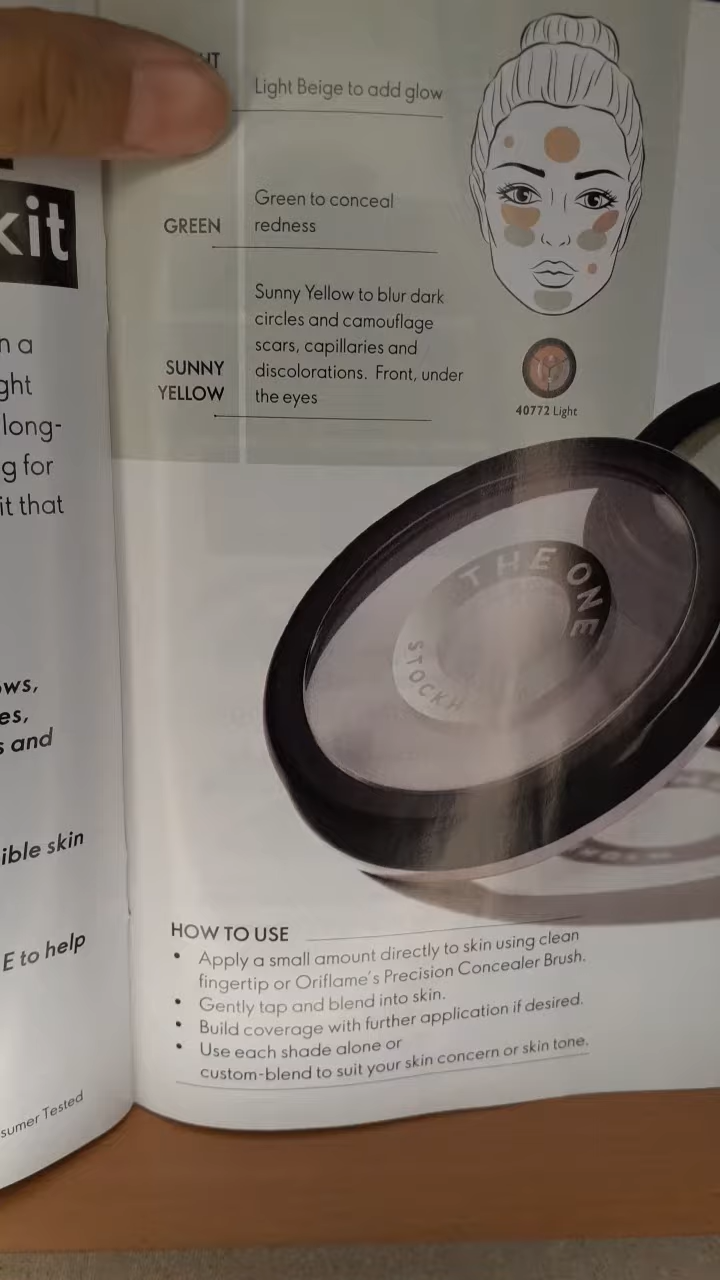 kit
n a
ght
long-
g for
it that
ows,
es,
s and
ible skin
E to help
sumer Tested
HT
Light Beige to add glow
GREEN
Green to conceal
redness
SUNNY
YELLOW
Sunny Yellow to blur dark
circles and camouflage
scars, capillaries and
discolorations. Front, under
the eyes
40772 Light
THE ONE
STOCKH
HOW TO USE
• Apply a small amount directly to skin using clean
fingertip or Oriflame's Precision Concealer Brush.
• Gently tap and blend into skin.
• Build coverage with further application if desired.
• Use each shade alone or
custom-blend to suit your skin concern or skin tone.